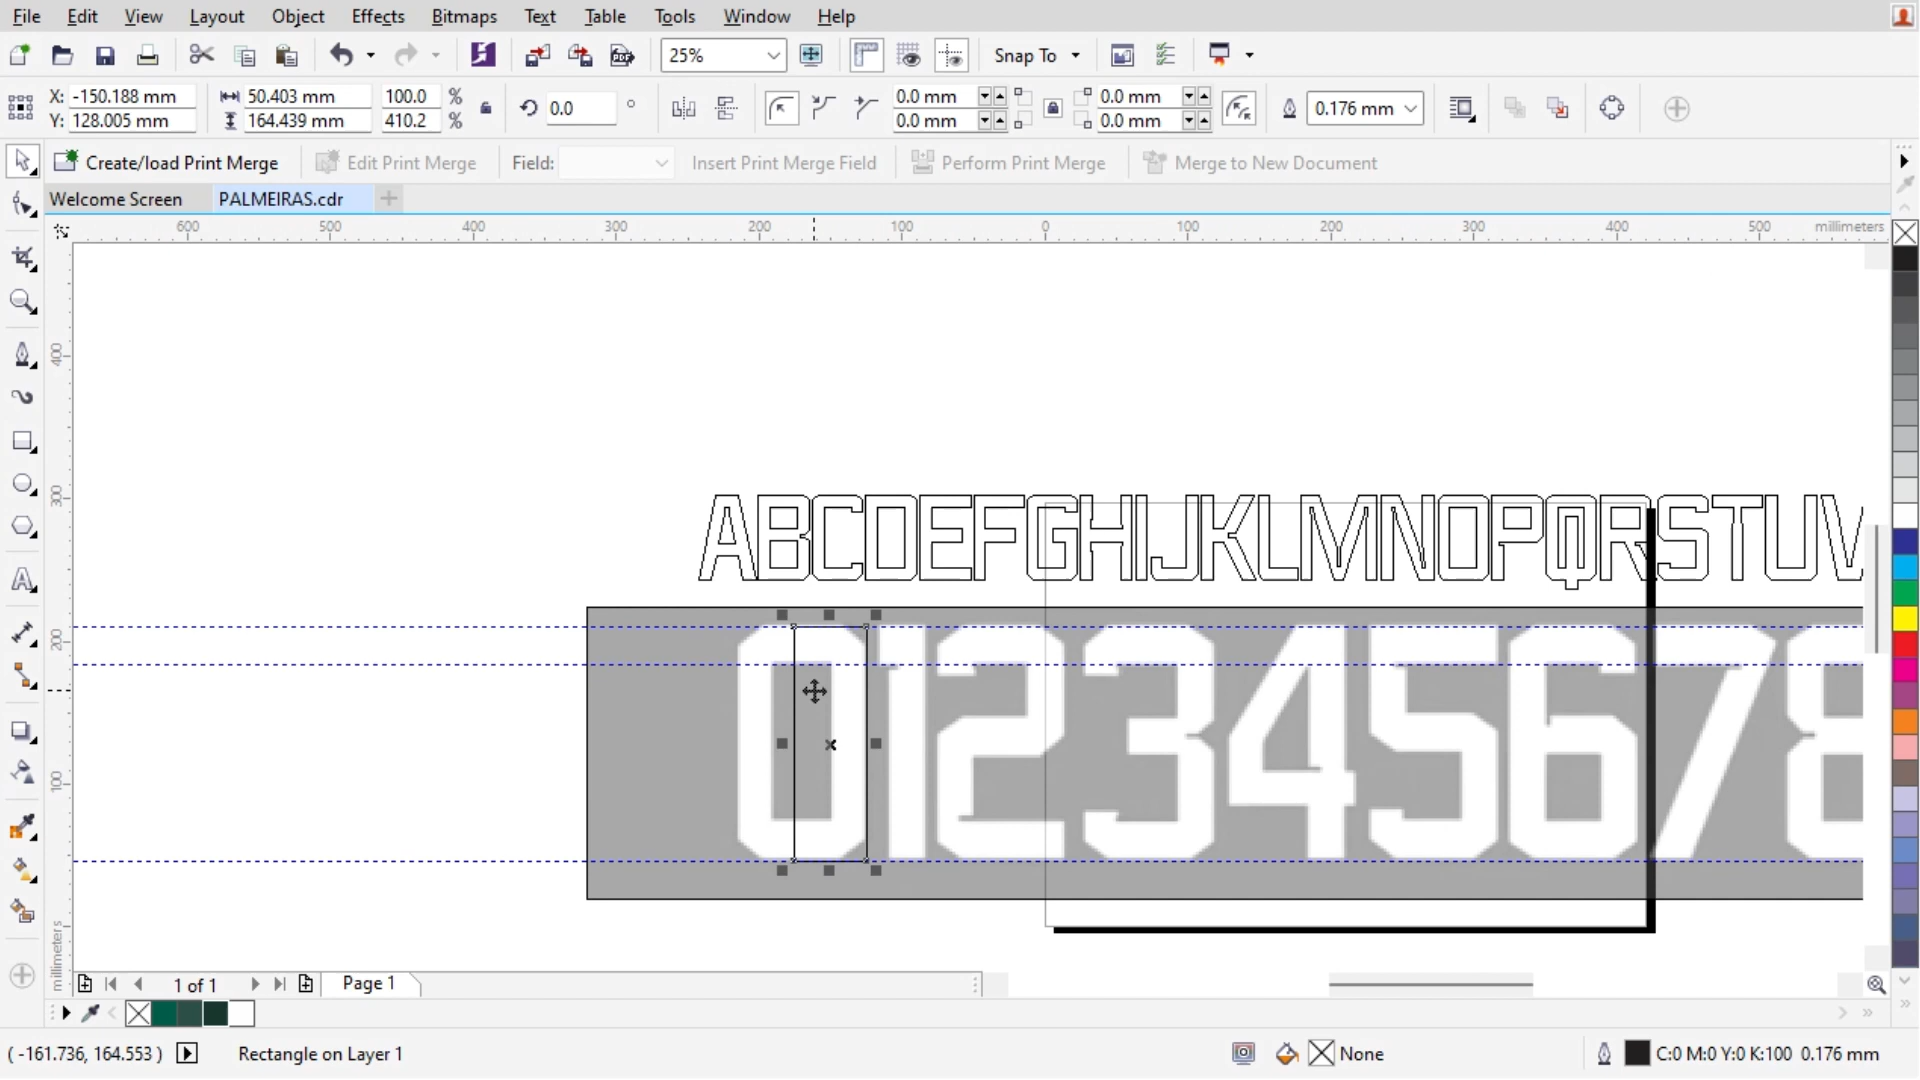 File Edit View Layout Object Effects Bitmaps Text Table Tools Window Help
25% Snap To
X: -150.188 mm 50.403 mm 100.0 % 0.0 ° 0.0 mm 0.0 mm 0.176 mm
Y: 128.005 mm 164.439 mm 410.2 % 0.0 mm 0.0 mm
Create/load Print Merge Edit Print Merge Field: Insert Print Merge Field Perform Print Merge Merge to New Document
Welcome Screen PALMEIRAS.cdr
600 500 400 300 200 100 0 100 200 300 400 500 millimeters
400
300
200
100
millimeters
ABCDEFGHIJKLMNOPQRSTUV
012345678
1 of 1 Page 1
( -161.736, 164.553 ) Rectangle on Layer 1 None C:0 M:0 Y:0 K:100 0.176 mm